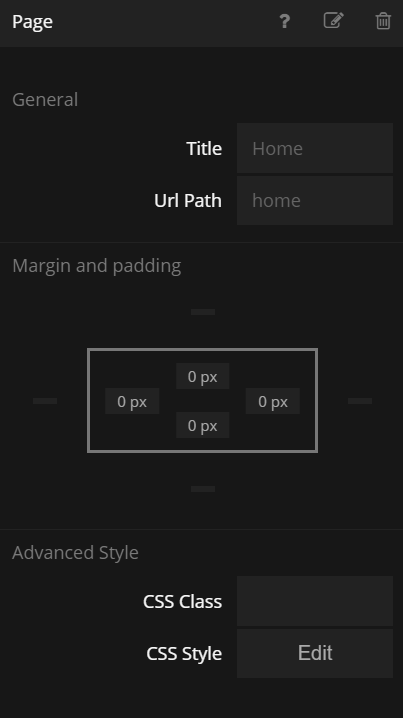 Page ?
General
Title Home
Url Path home
Margin and padding
0 px
0 px 0 px
0 px
Advanced Style
CSS Class
CSS Style Edit